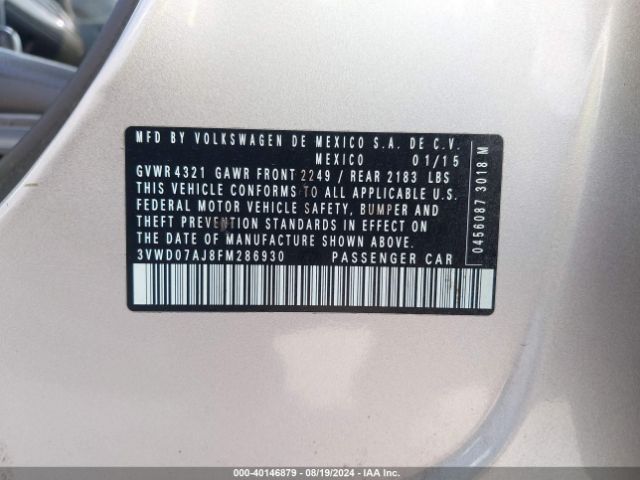 MFD BY VOLKSWAGEN DE MEXICO S.A. DE C.V.
MEXICO 01/15
GVWR 4321 GAWR FRONT 2249 / REAR 2183 LBS
THIS VEHICLE CONFORMS TO ALL APPLICABLE U.S.
FEDERAL MOTOR VEHICLE SAFETY, BUMPER AND
THEFT PREVENTION STANDARDS IN EFFECT ON
THE DATE OF MANUFACTURE SHOWN ABOVE.
3VWD07AJ8FM286930 PASSENGER CAR
0456087 3018 M
000-40146879 — 08/19/2024 — IAA Inc.